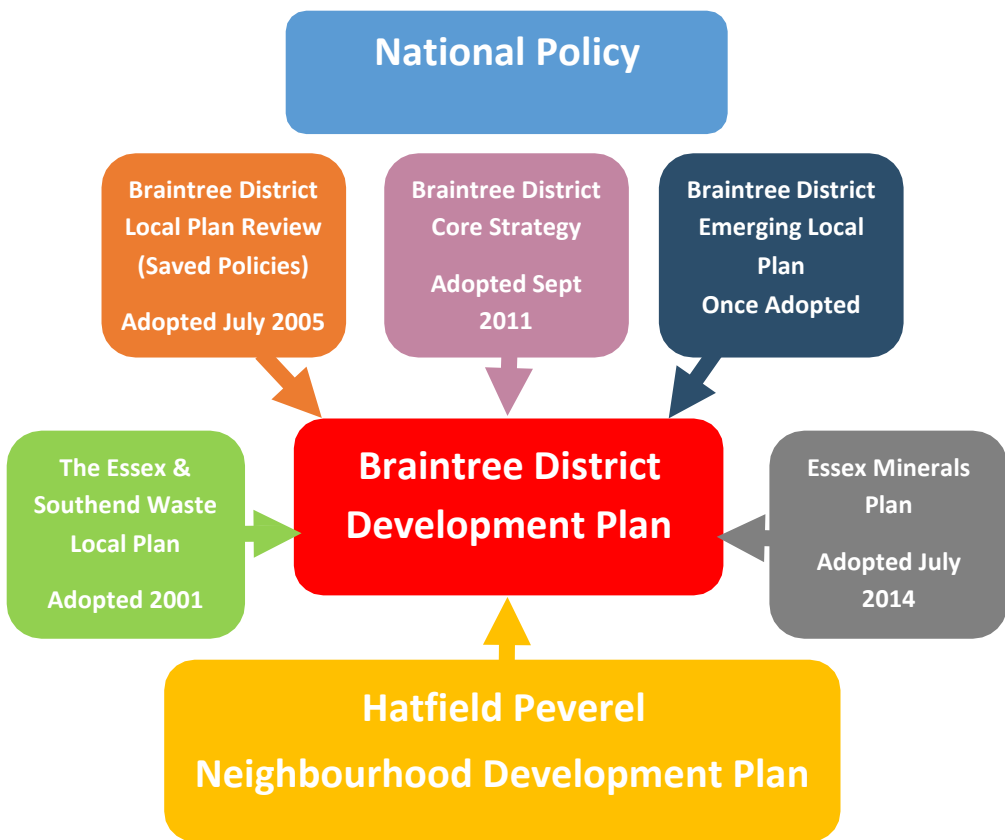 National Policy
Braintree District
Local Plan Review
(Saved Policies)
Adopted July 2005
Braintree District
Core Strategy
Adopted Sept
2011
Braintree District
Emerging Local
Plan
Once Adopted
The Essex &
Southend Waste
Local Plan
Adopted 2001
Braintree District
Development Plan
Essex Minerals
Plan
Adopted July
2014
Hatfield Peverel
Neighbourhood Development Plan